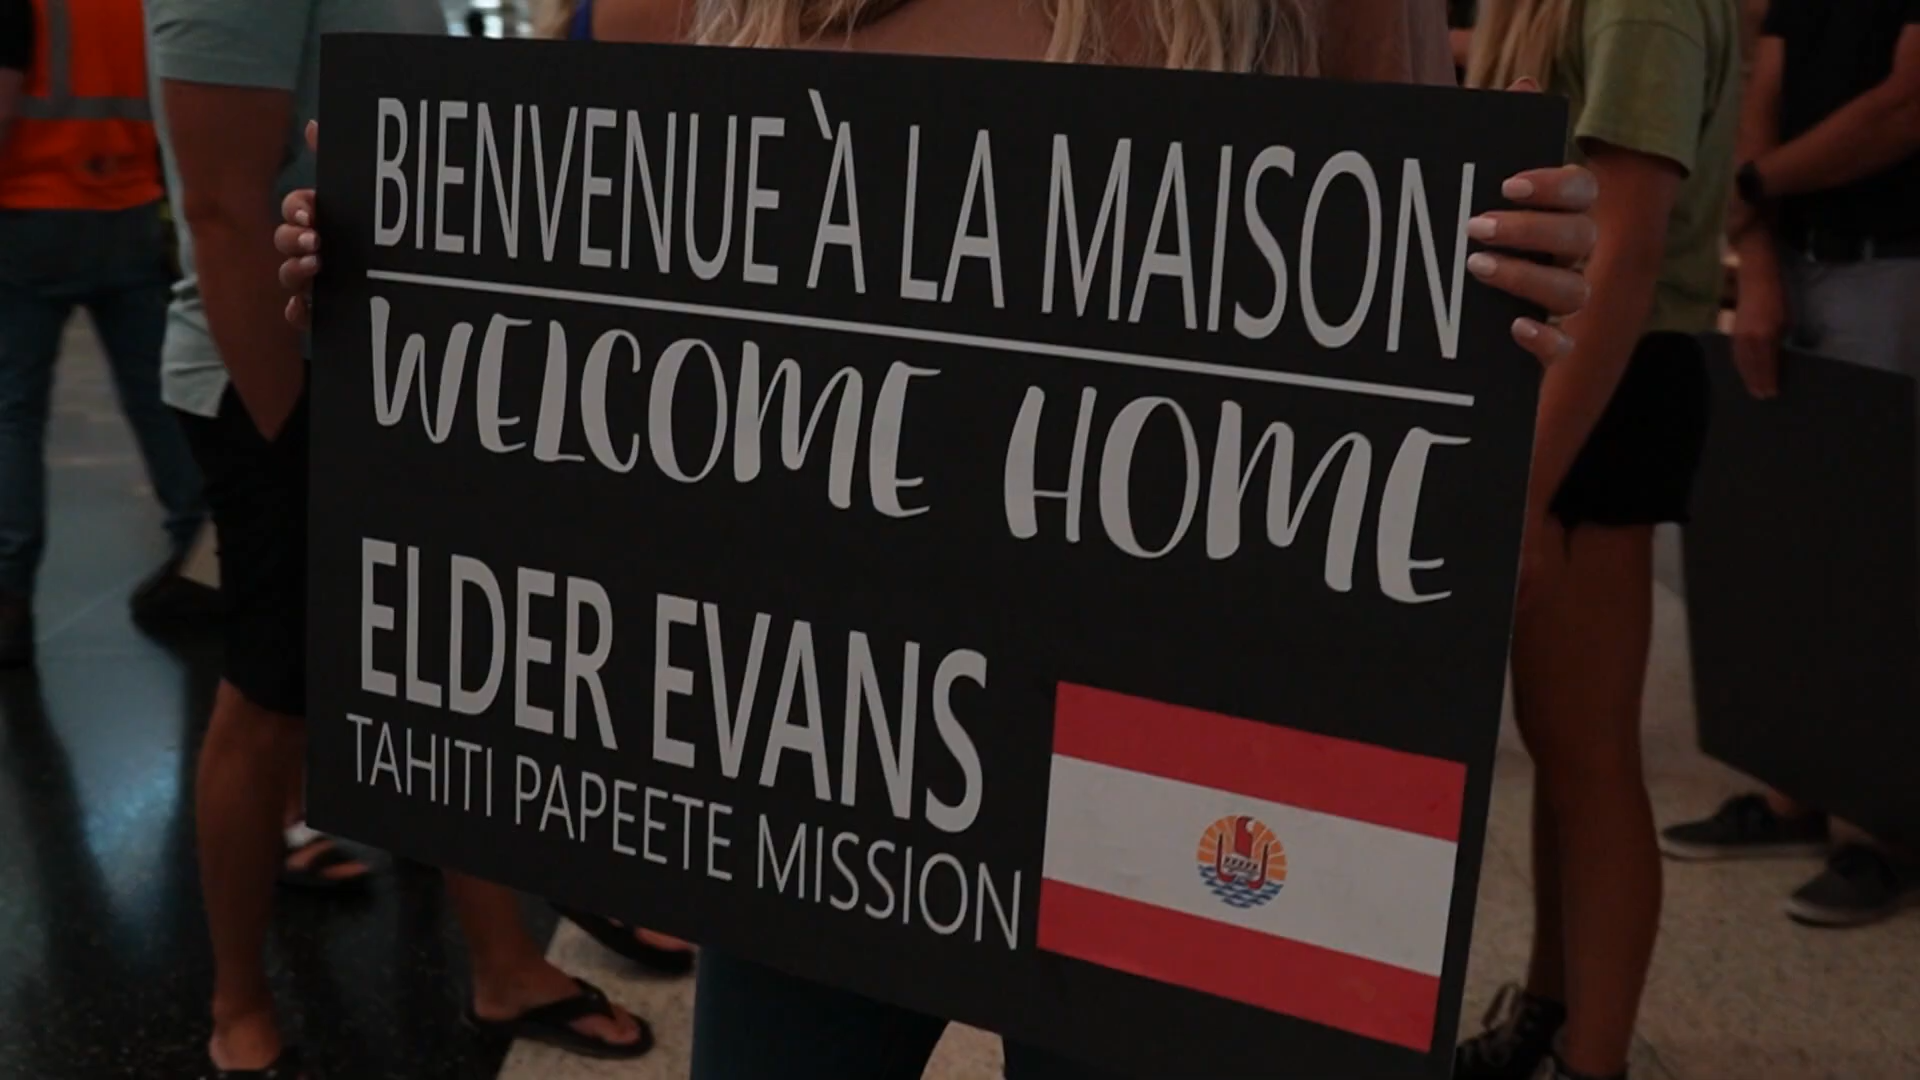 BIENVENUE À LA MAISON
WELCOME HOME
ELDER EVANS
TAHITI PAPEETE MISSION